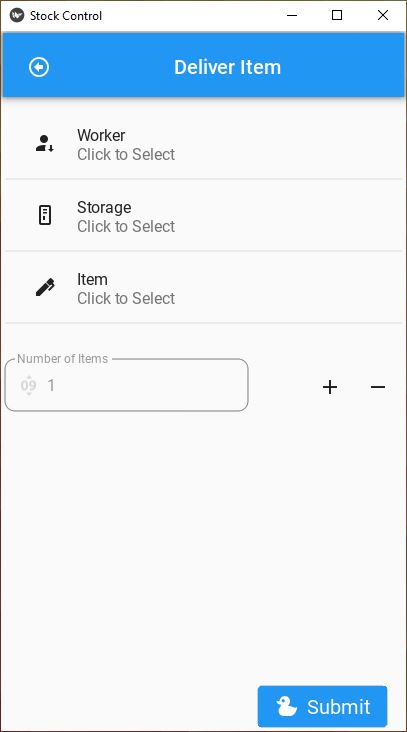 Stock Control
Deliver Item
Worker
Click to Select
Storage
Click to Select
Item
Click to Select
Number of Items
09 1
Submit